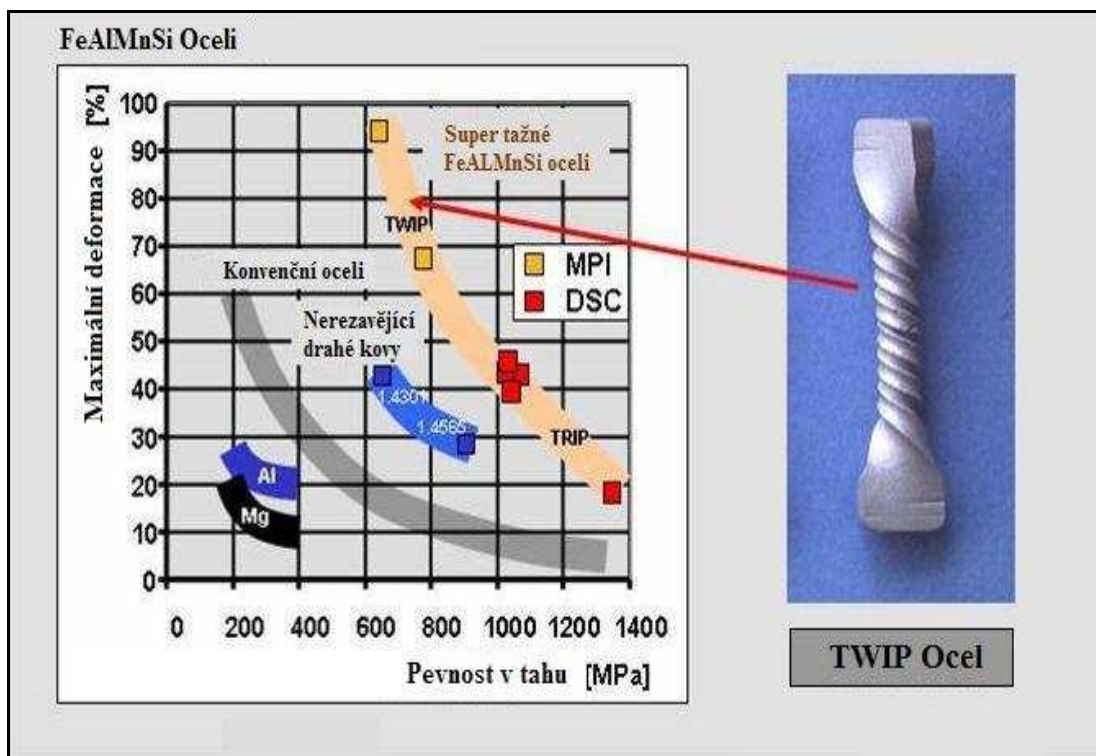 FeAlMnSi Oceli
Maximální deformace [%]
100
90
80
70
60
50
40
30
20
10
0
Super tažné
FeALMnSi oceli
TWIP
Konvenční oceli
MPI
DSC
Nerezavějící
drahé kovy
1.4301
1.4565
TRIP
Al
Mg
0 200 400 600 800 1000 1200 1400
Pevnost v tahu [MPa]
TWIP Ocel